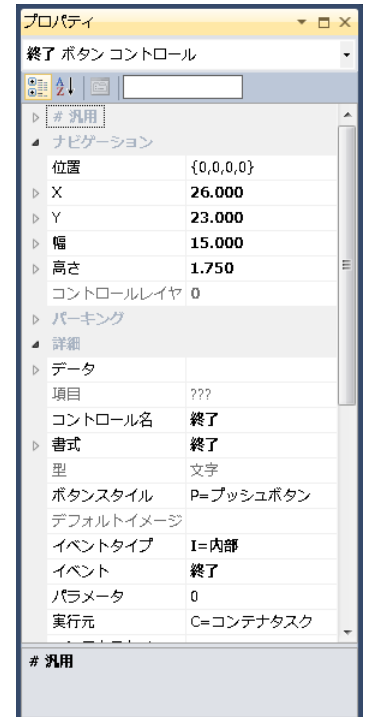 プロパティ
終了 ボタン コントロール
# 汎用
ナビゲーション
位置 {0,0,0,0}
X 26.000
Y 23.000
幅 15.000
高さ 1.750
コントロールレイヤ 0
パーキング
詳細
データ
項目 ???
コントロール名 終了
書式 終了
型 文字
ボタンスタイル P=プッシュボタン
デフォルトイメージ
イベントタイプ I=内部
イベント 終了
パラメータ 0
実行元 C=コンテナタスク
# 汎用